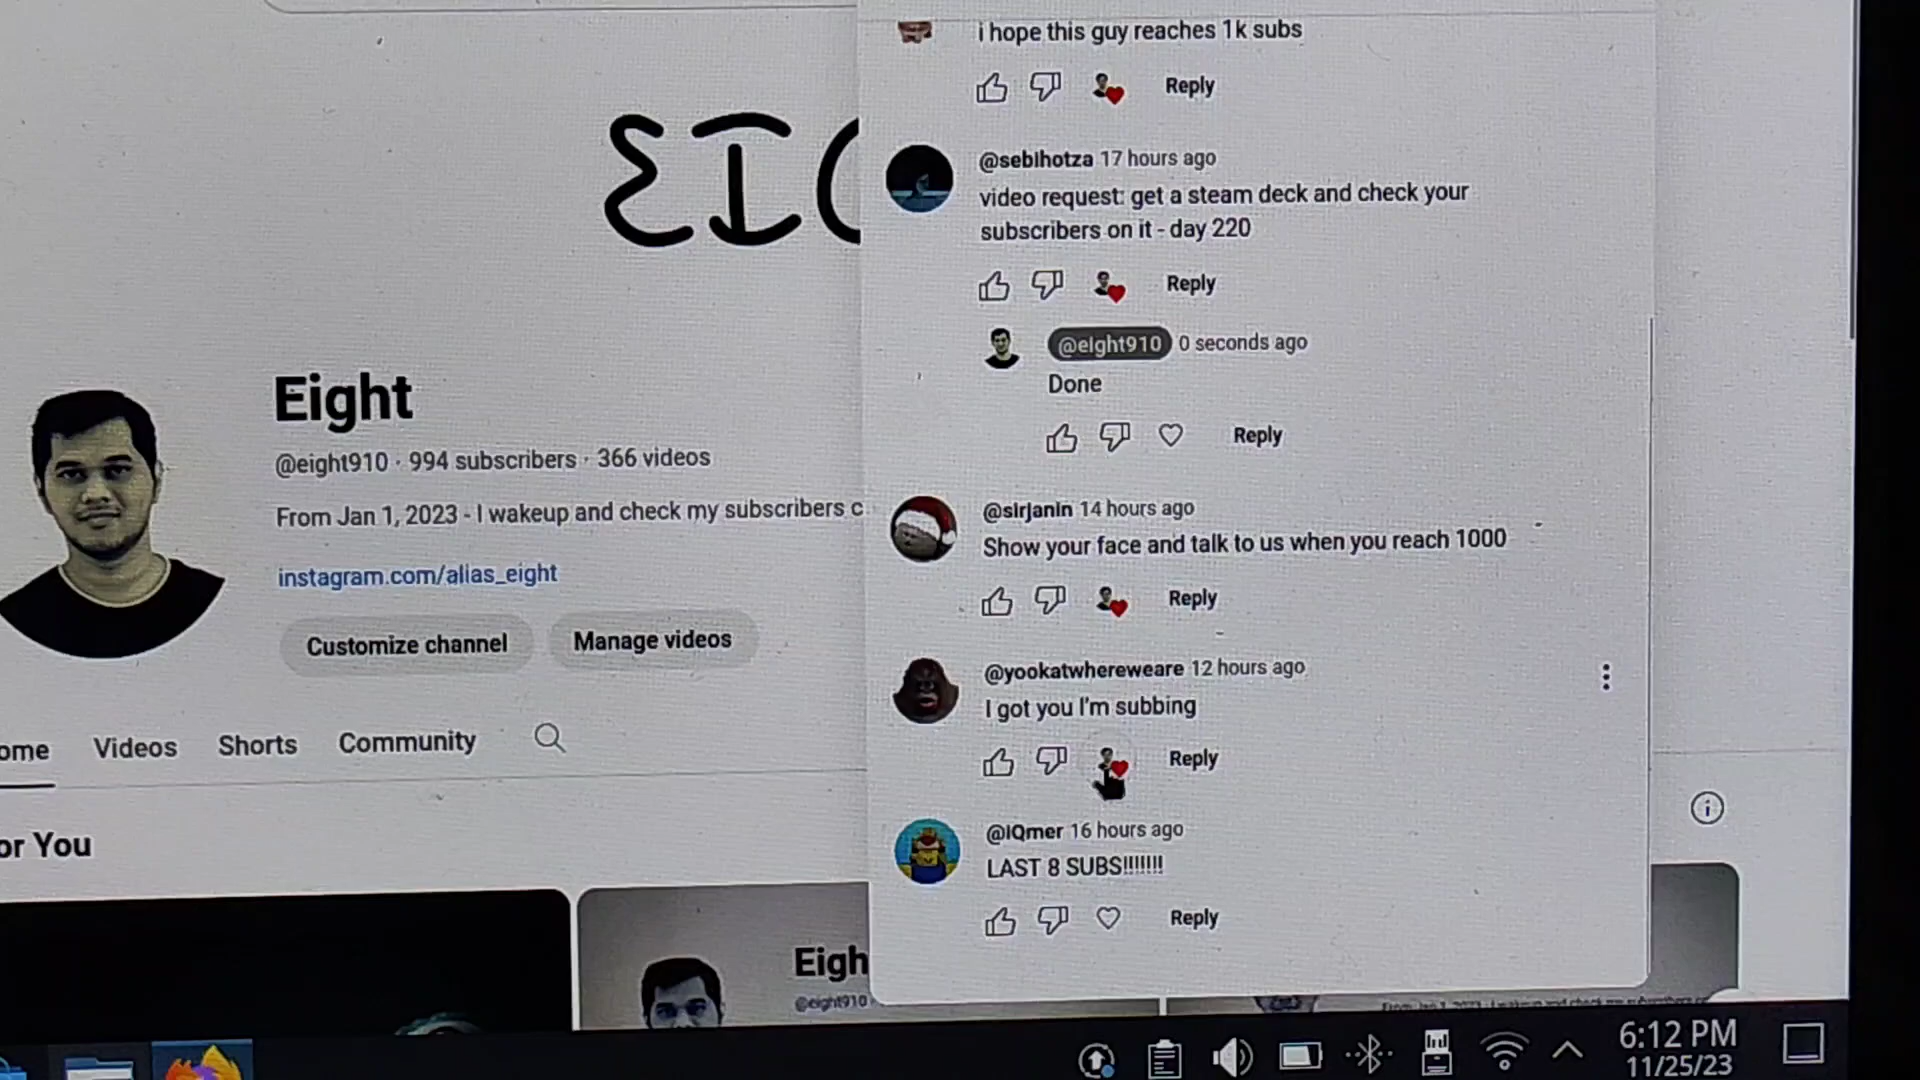 i hope this guy reaches 1k subs
Reply
@sebihotza 17 hours ago
video request: get a steam deck and check your
subscribers on it - day 220
Reply
@eight910 0 seconds ago
Done
Reply
@sirjanin 14 hours ago
Show your face and talk to us when you reach 1000
Reply
@yookatwhereweare 12 hours ago
I got you I'm subbing
Reply
@IQmer 16 hours ago
LAST 8 SUBS!!!!!!!
Reply
Eight
@eight910 · 994 subscribers · 366 videos
From Jan 1, 2023 - I wakeup and check my subscribers c
instagram.com/alias_eight
Customize channel
Manage videos
ome
Videos
Shorts
Community
or You
Eigh
@eight910
6:12 PM
11/25/23